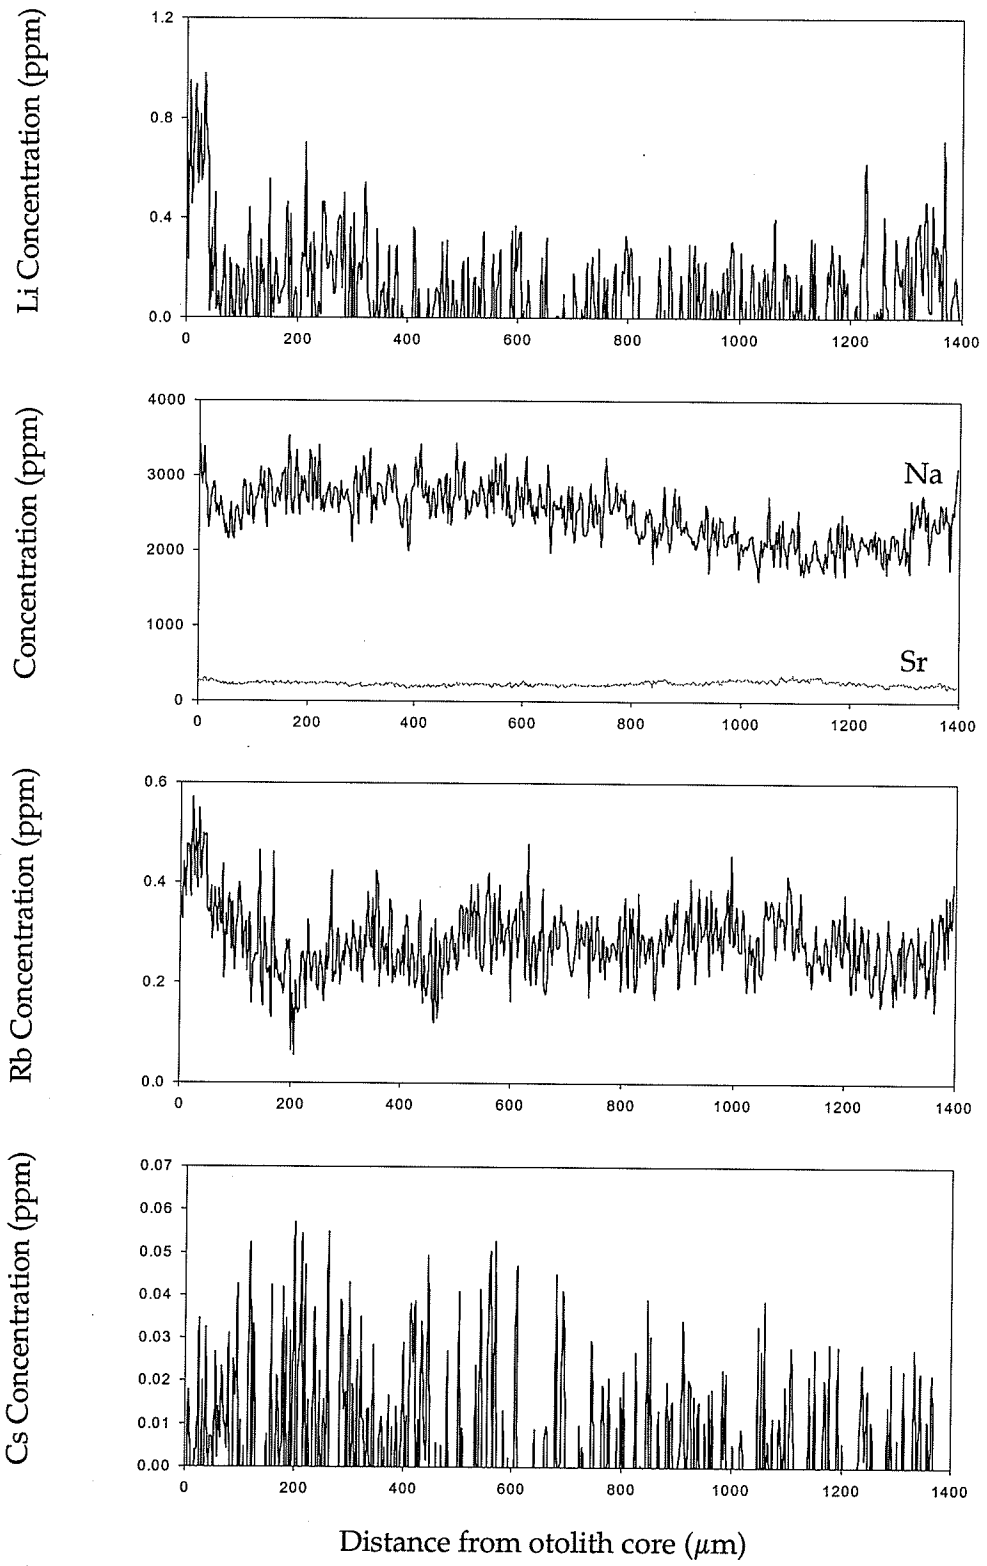 Li Concentration (ppm)
1.2
0.8
0.4
0.0
0 200 400 600 800 1000 1200 1400
Concentration (ppm)
4000
3000
2000
1000
0
Na
Sr
0 200 400 600 800 1000 1200 1400
Rb Concentration (ppm)
0.6
0.4
0.2
0.0
0 200 400 600 800 1000 1200 1400
Cs Concentration (ppm)
0.07
0.06
0.05
0.04
0.03
0.02
0.01
0.00
0 200 400 600 800 1000 1200 1400
Distance from otolith core (μm)